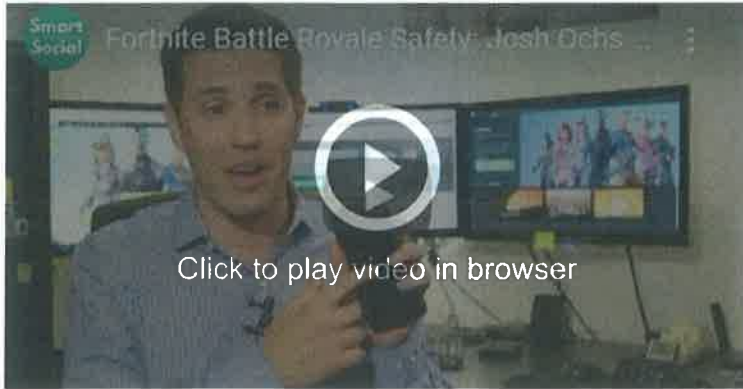 Smart
Social
Fortnite Battle Royale Safety: Josh Ochs ...
Click to play video in browser